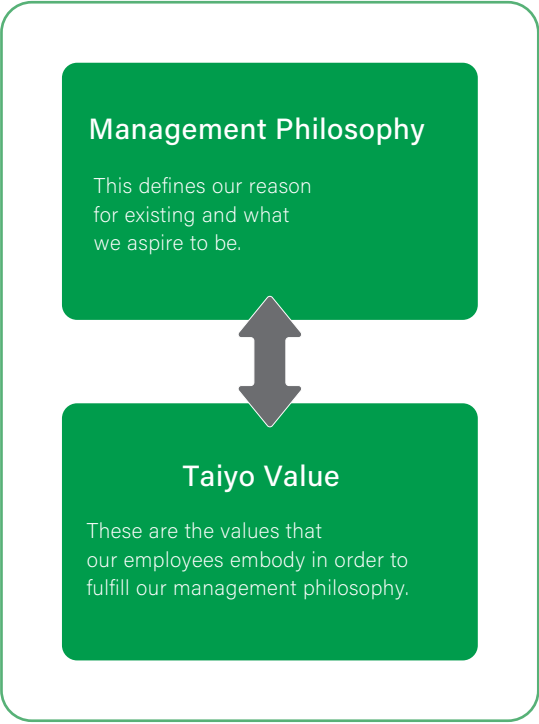 Management Philosophy
This defines our reason
for existing and what
we aspire to be.
Taiyo Value
These are the values that
our employees embody in order to
fulfill our management philosophy.